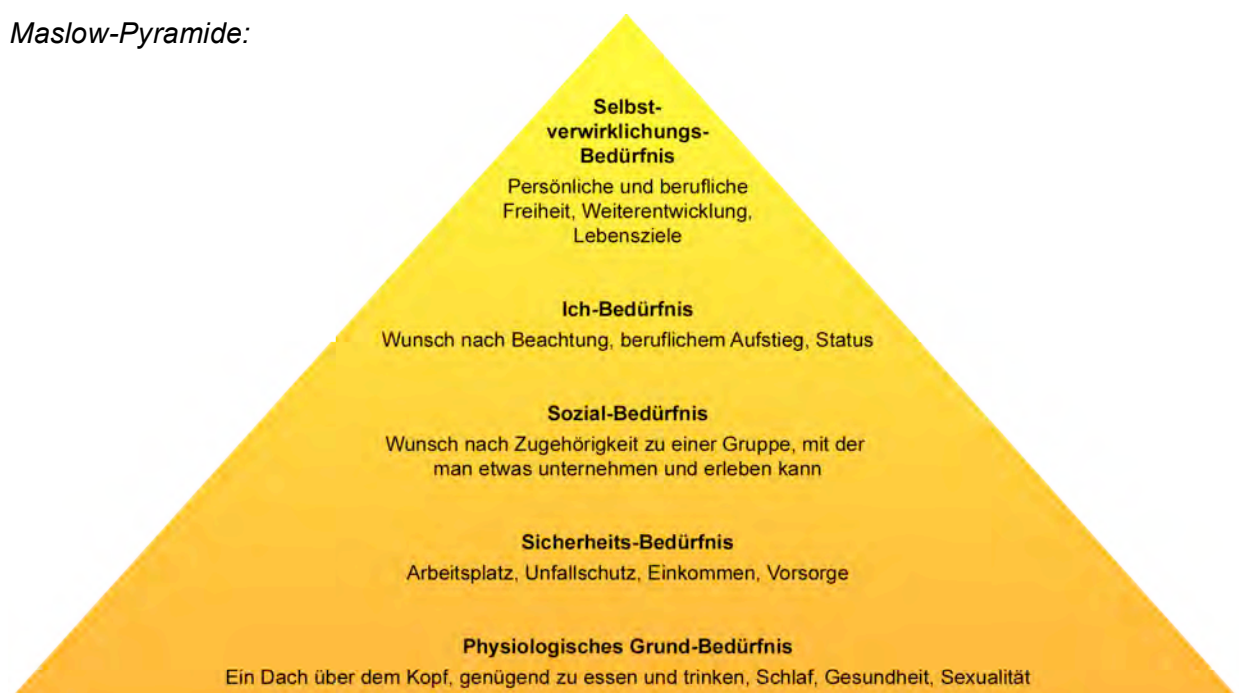 Maslow-Pyramide:
Selbst-
verwirklichungs-
Bedürfnis
Persönliche und berufliche
Freiheit, Weiterentwicklung,
Lebensziele
Ich-Bedürfnis
Wunsch nach Beachtung, beruflichem Aufstieg, Status
Sozial-Bedürfnis
Wunsch nach Zugehörigkeit zu einer Gruppe, mit der
man etwas unternehmen und erleben kann
Sicherheits-Bedürfnis
Arbeitsplatz, Unfallschutz, Einkommen, Vorsorge
Physiologisches Grund-Bedürfnis
Ein Dach über dem Kopf, genügend zu essen und trinken, Schlaf, Gesundheit, Sexualität